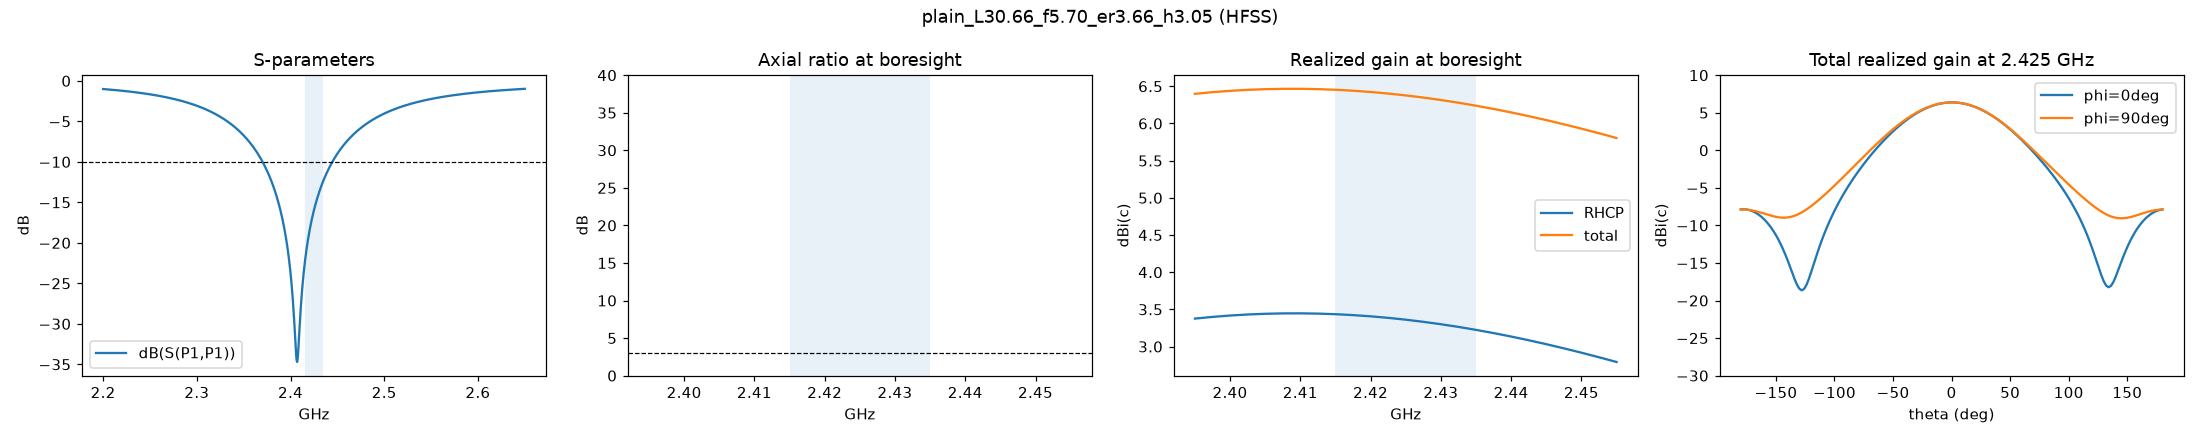 plain_L30.66_f5.70_er3.66_h3.05 (HFSS)
S-parameters
0
−5
−10
−15
−20
−25
−30
−35
dB
dB(S(P1,P1))
2.2 2.3 2.4 2.5 2.6
GHz
Axial ratio at boresight
40
35
30
25
20
15
10
5
0
dB
2.40 2.41 2.42 2.43 2.44 2.45
GHz
Realized gain at boresight
6.5
6.0
5.5
5.0
4.5
4.0
3.5
3.0
dBi(c)
RHCP
total
2.40 2.41 2.42 2.43 2.44 2.45
GHz
Total realized gain at 2.425 GHz
10
5
0
−5
−10
−15
−20
−25
−30
dBi(c)
phi=0deg
phi=90deg
−150 −100 −50 0 50 100 150
theta (deg)